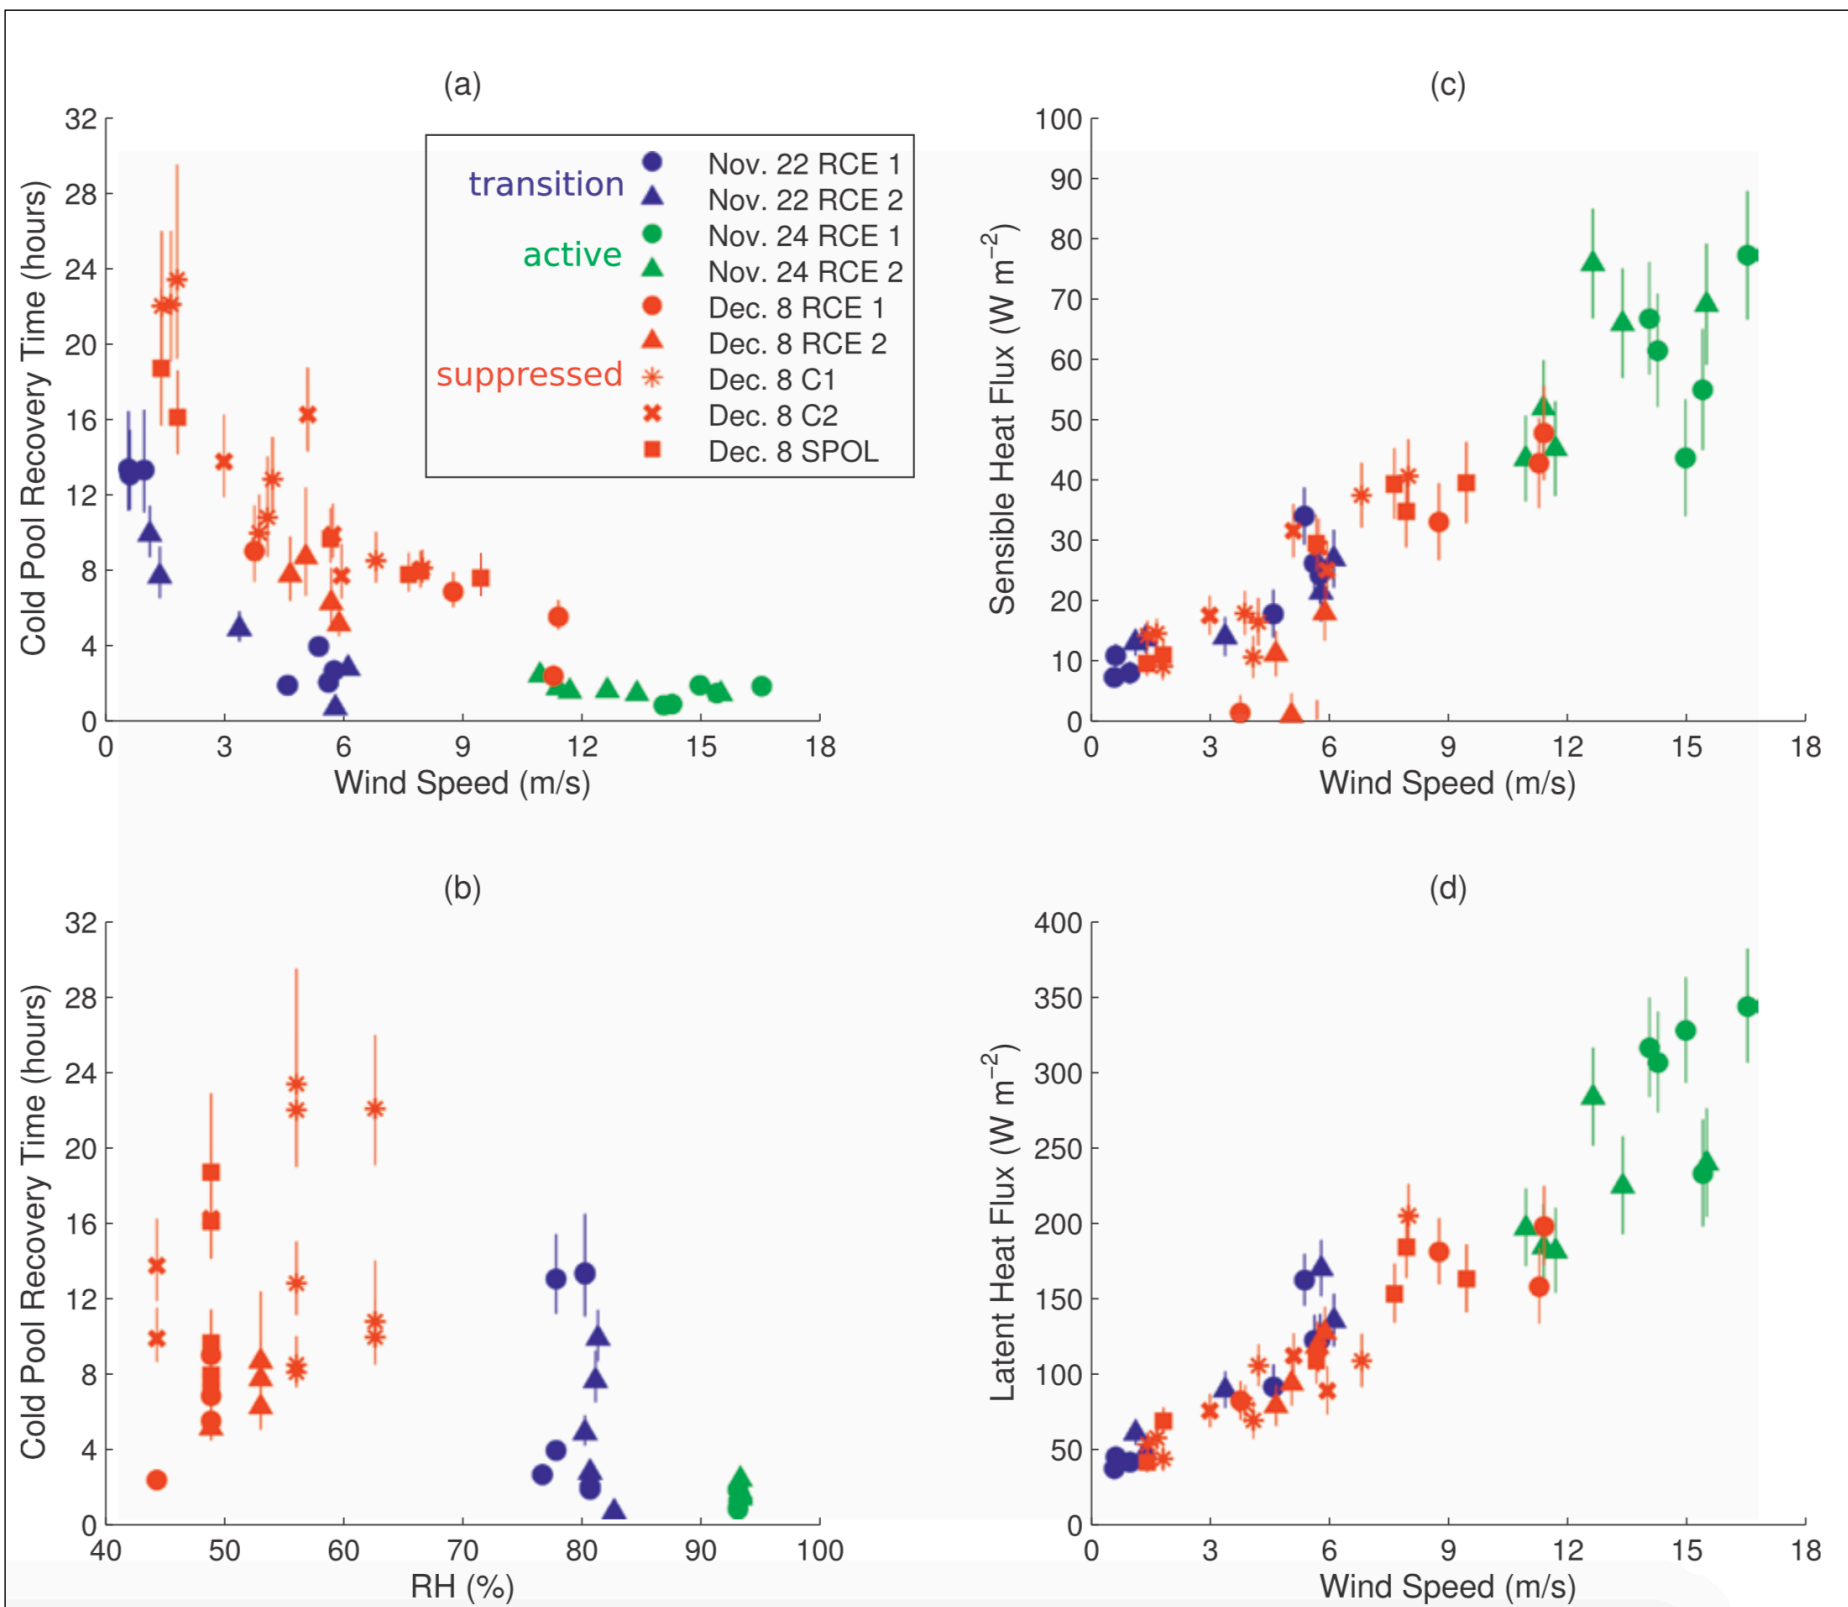 (a)
32
28
24
20
16
12
8
4
0
Cold Pool Recovery Time (hours)
0 3 6 9 12 15 18
Wind Speed (m/s)
transition
active
suppressed
Nov. 22 RCE 1
Nov. 22 RCE 2
Nov. 24 RCE 1
Nov. 24 RCE 2
Dec. 8 RCE 1
Dec. 8 RCE 2
Dec. 8 C1
Dec. 8 C2
Dec. 8 SPOL
(c)
100
90
80
70
60
50
40
30
20
10
0
Sensible Heat Flux (W m⁻²)
0 3 6 9 12 15 18
Wind Speed (m/s)
(b)
32
28
24
20
16
12
8
4
0
Cold Pool Recovery Time (hours)
40 50 60 70 80 90 100
RH (%)
(d)
400
350
300
250
200
150
100
50
0
Latent Heat Flux (W m⁻²)
0 3 6 9 12 15 18
Wind Speed (m/s)